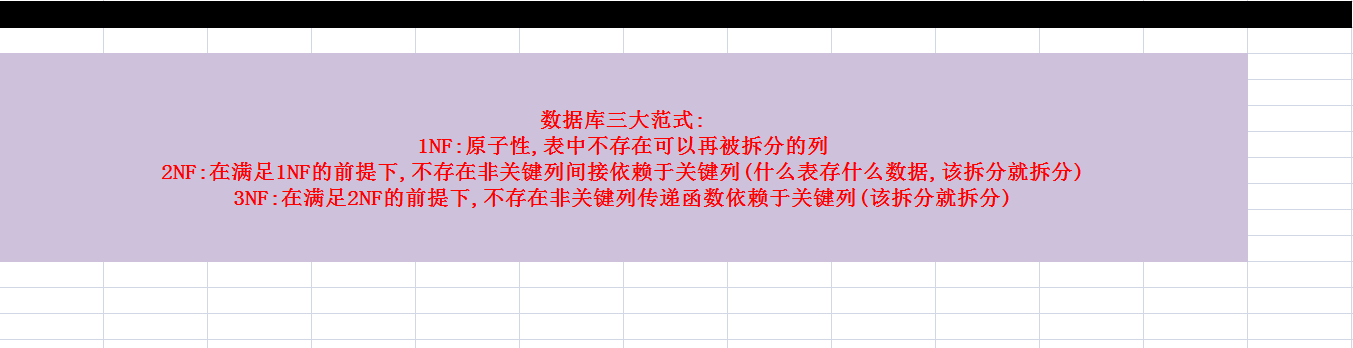 数据库三大范式:
1NF:原子性,表中不存在可以再被拆分的列
2NF:在满足1NF的前提下,不存在非关键列间接依赖于关键列(什么表存什么数据,该拆分就拆分)
3NF:在满足2NF的前提下,不存在非关键列传递函数依赖于关键列(该拆分就拆分)